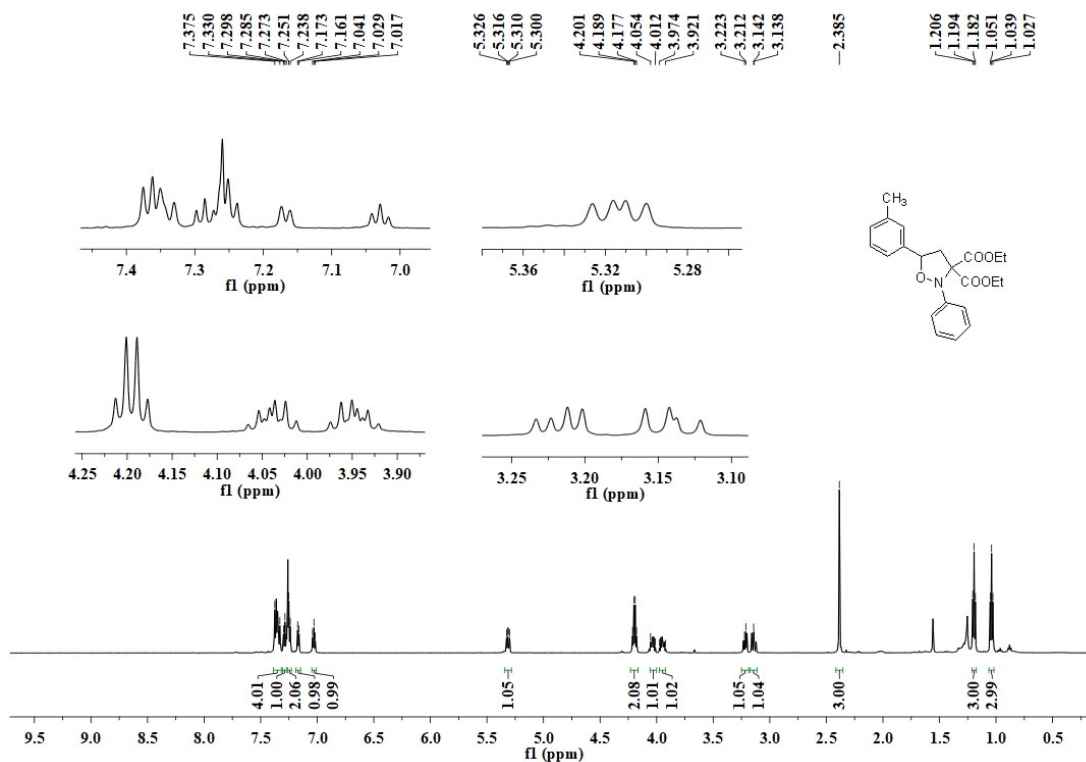 7.375 7.330 7.298 7.285 7.273 7.251 7.238 7.173 7.161 7.041 7.029 7.017 5.326 5.316 5.310 5.300 4.201 4.189 4.177 4.054 4.012 3.974 3.921 3.223 3.212 3.142 3.138 2.385 1.206 1.194 1.182 1.051 1.039 1.027
7.4 7.3 7.2 7.1 7.0
f1 (ppm)
5.36 5.32 5.28
f1 (ppm)
CH3
COOEt
COOEt
O
N
4.25 4.20 4.15 4.10 4.05 4.00 3.95 3.90
f1 (ppm)
3.25 3.20 3.15 3.10
f1 (ppm)
4.01 1.00 2.06 0.98 0.99 1.05 2.08 1.01 1.02 1.05 1.04 3.00 3.00 2.99
9.5 9.0 8.5 8.0 7.5 7.0 6.5 6.0 5.5 5.0 4.5 4.0 3.5 3.0 2.5 2.0 1.5 1.0 0.5
f1 (ppm)